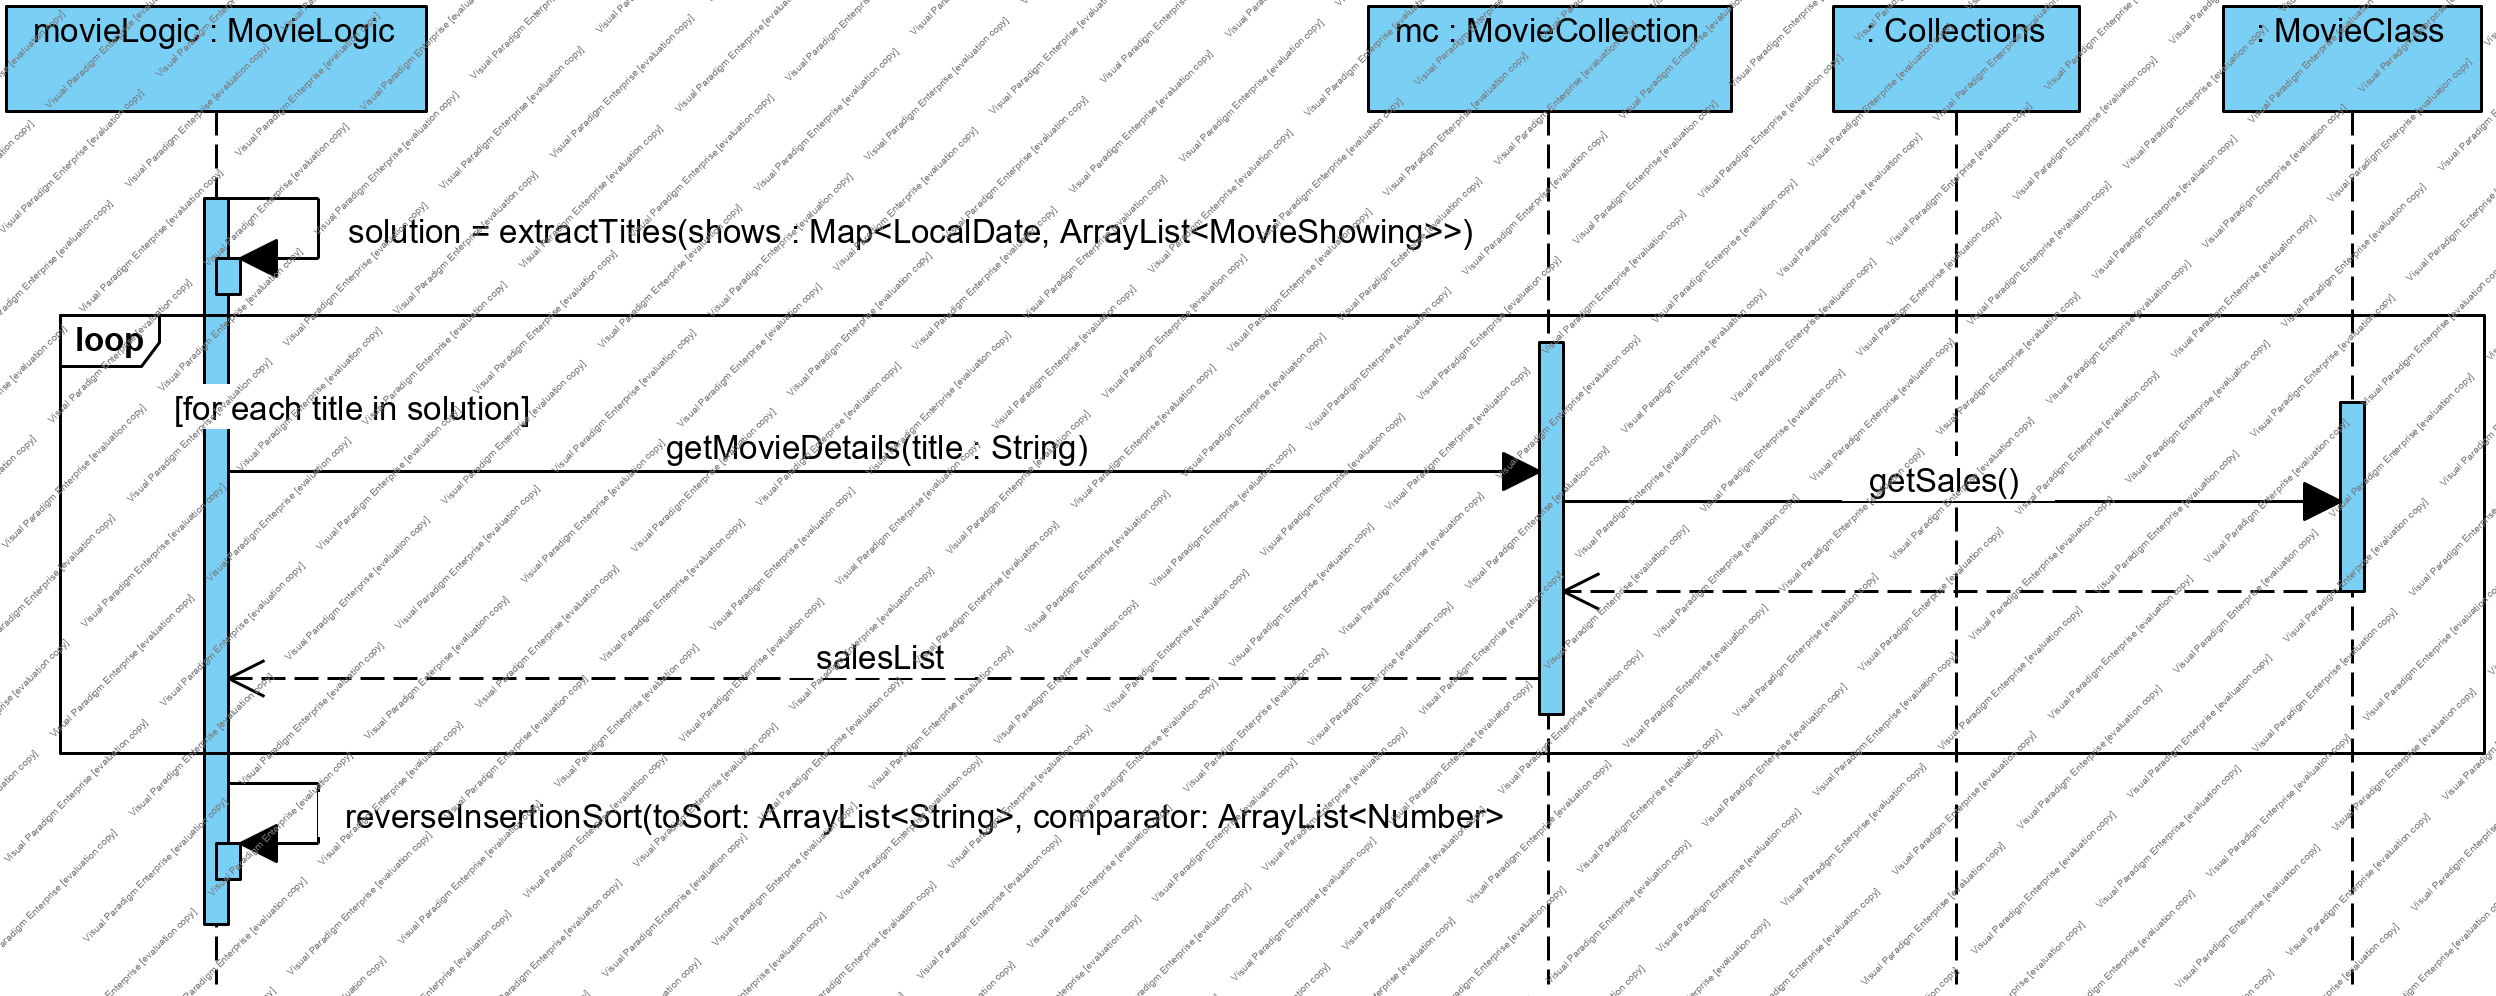 movieLogic : MovieLogic
mc : MovieCollection
: Collections
: MovieClass
solution = extractTitles(shows : Map<LocalDate, ArrayList<MovieShowing>>)
loop
[for each title in solution]
getMovieDetails(title : String)
getSales()
salesList
reverseInsertionSort(toSort: ArrayList<String>, comparator: ArrayList<Number>
Visual Paradigm Enterprise [evaluation copy]